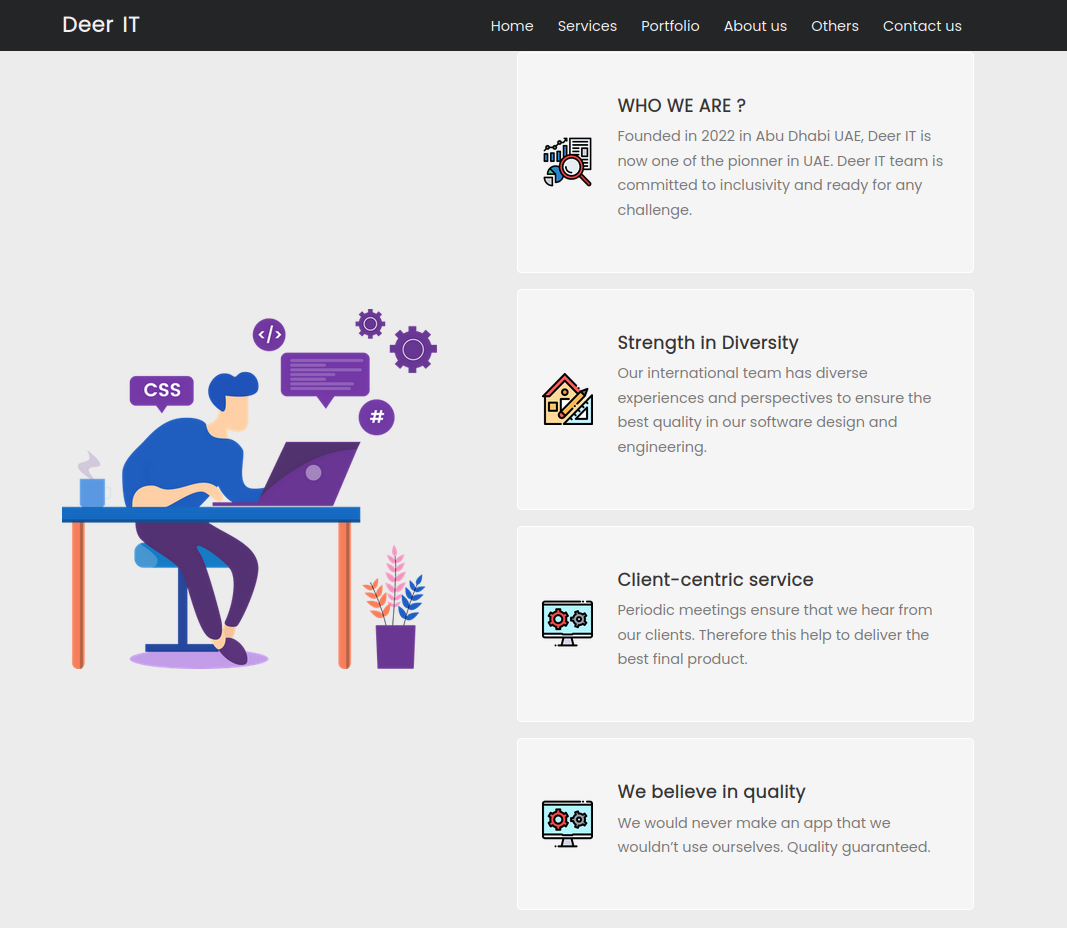 Deer IT
Home Services Portfolio About us Others Contact us
WHO WE ARE ?
Founded in 2022 in Abu Dhabi UAE, Deer IT is
now one of the pionner in UAE. Deer IT team is
committed to inclusivity and ready for any
challenge.
</>
CSS
#
Strength in Diversity
Our international team has diverse
experiences and perspectives to ensure the
best quality in our software design and
engineering.
Client-centric service
Periodic meetings ensure that we hear from
our clients. Therefore this help to deliver the
best final product.
We believe in quality
We would never make an app that we
wouldn’t use ourselves. Quality guaranteed.